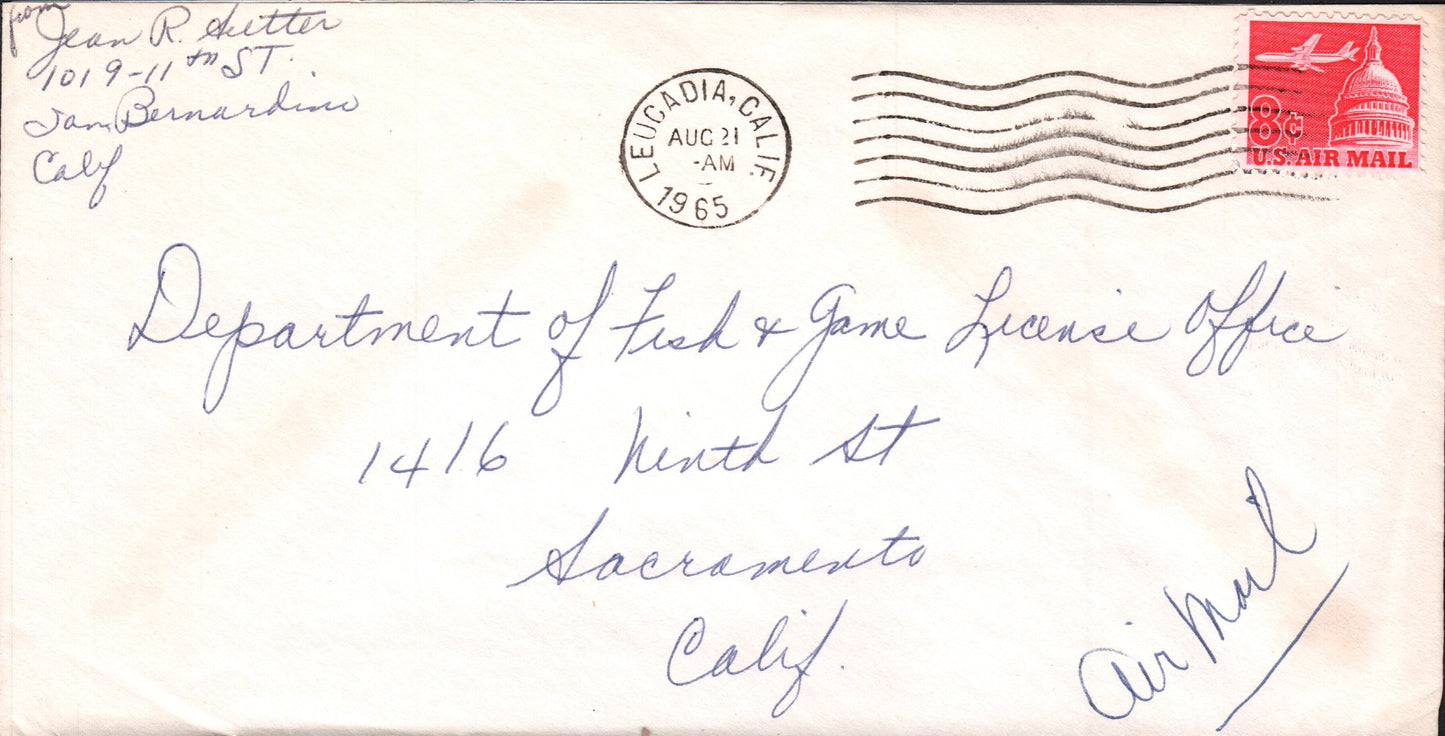 from
Jean R. Sutter
1019-11th ST.
San Bernardino
Calif
LEUCADIA, CALIF.
AUG 21
-AM
1965
8¢
U.S. AIR MAIL
Department of Fish & Game License Office
1416 Ninth St
Sacramento
Calif.
Air Mail